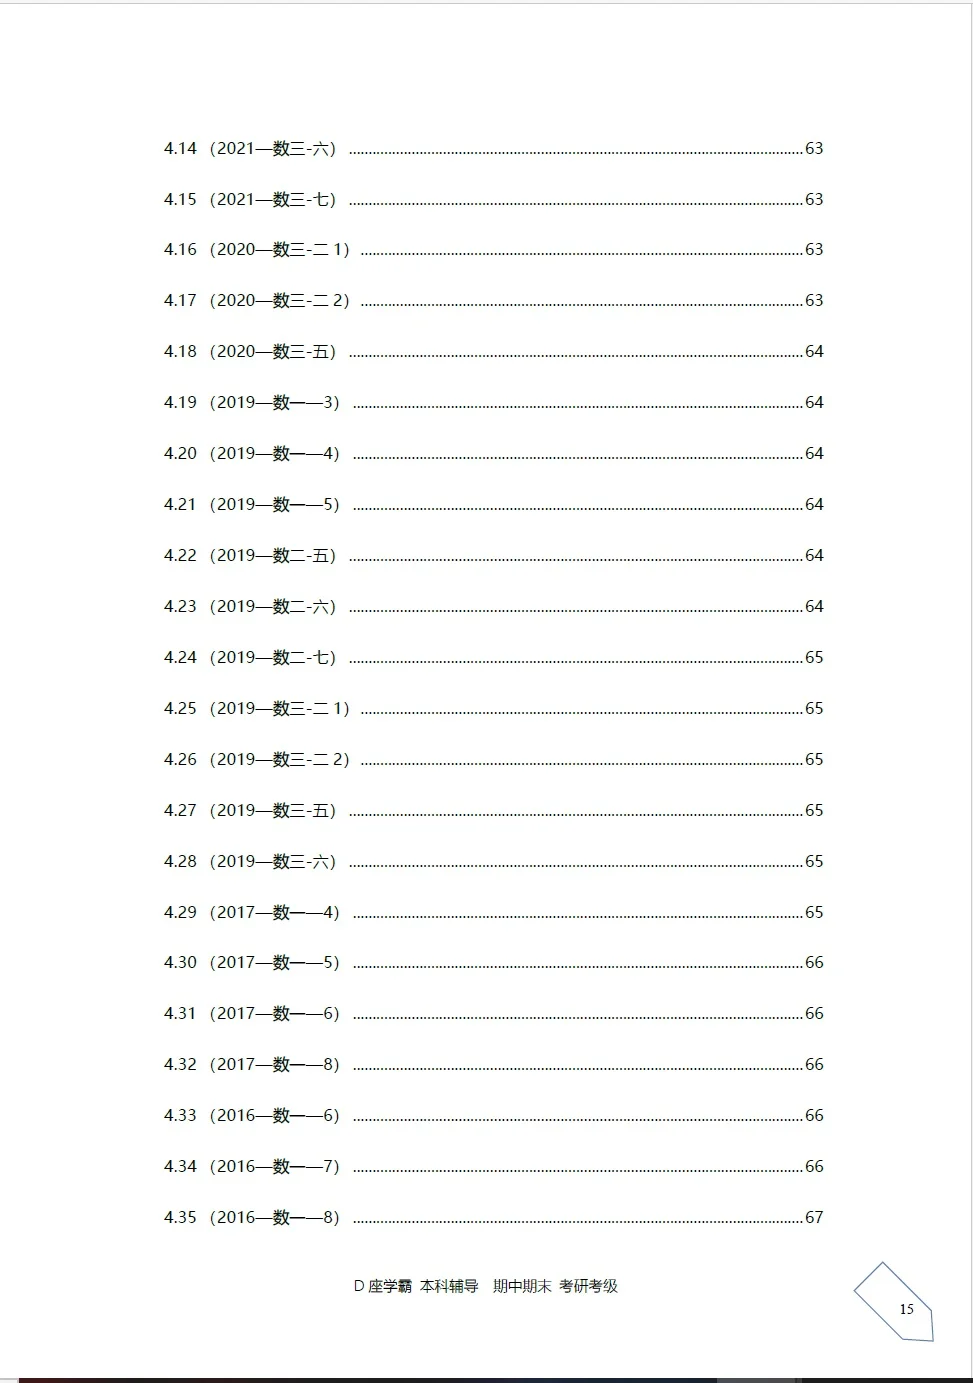 4.14（2021—数三-六）........................63
4.15（2021—数三-七）........................63
4.16（2020—数三-二 1）........................63
4.17（2020—数三-二 2）........................63
4.18（2020—数三-五）........................64
4.19（2019—数一—3）........................64
4.20（2019—数一—4）........................64
4.21（2019—数一—5）........................64
4.22（2019—数二-五）........................64
4.23（2019—数二-六）........................64
4.24（2019—数二-七）........................65
4.25（2019—数三-二 1）........................65
4.26（2019—数三-二 2）........................65
4.27（2019—数三-五）........................65
4.28（2019—数三-六）........................65
4.29（2017—数一—4）........................65
4.30（2017—数一—5）........................66
4.31（2017—数一—6）........................66
4.32（2017—数一—8）........................66
4.33（2016—数一—6）........................66
4.34（2016—数一—7）........................66
4.35（2016—数一—8）........................67
D 座学霸 本科辅导 期中期末 考研考级
15